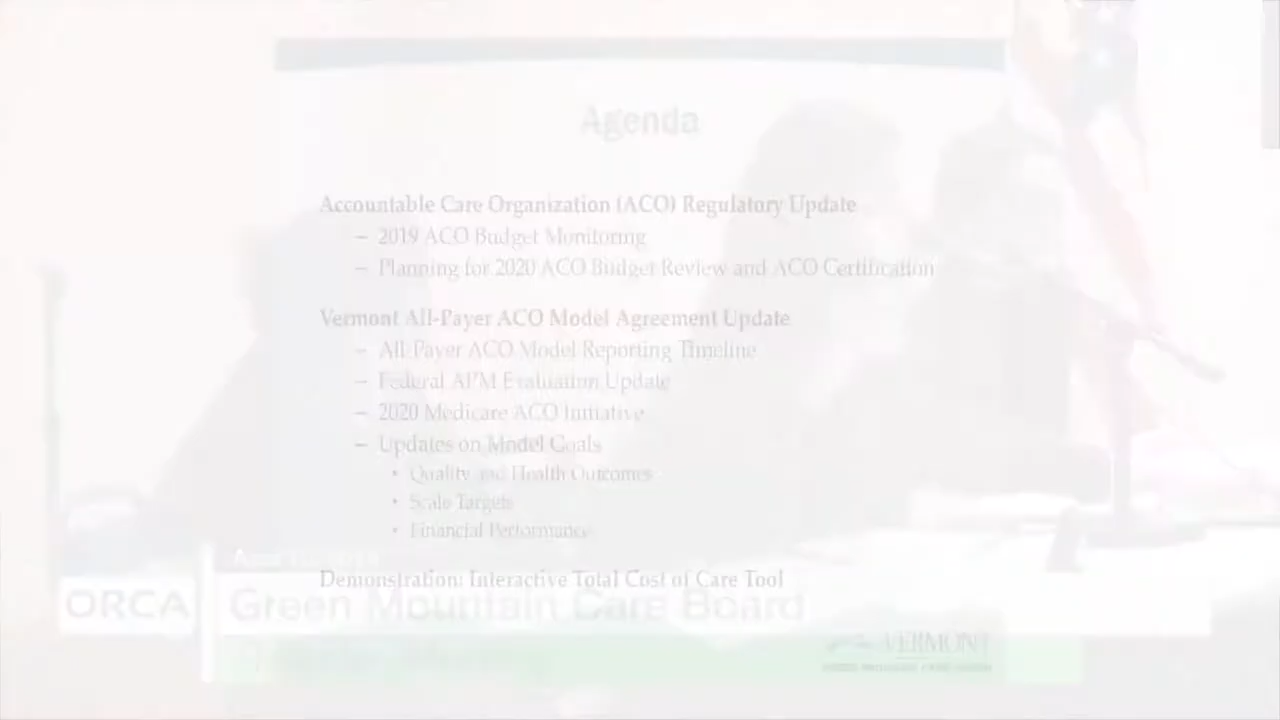 Agenda
Accountable Care Organization (ACO) Regulatory Update
– 2019 ACO Budget Monitoring
– Planning for 2020 ACO Budget Review and ACO Certification
Vermont All-Payer ACO Model Agreement Update
– All-Payer ACO Model Reporting Timeline
– Federal APM Evaluation Update
– 2020 Medicare ACO Initiative
– Updates on Model Goals
• Quality and Health Outcomes
• Scale Targets
• Financial Performance
Demonstration: Interactive Total Cost of Care Tool
ORCA
Green Mountain Care Board
VERMONT